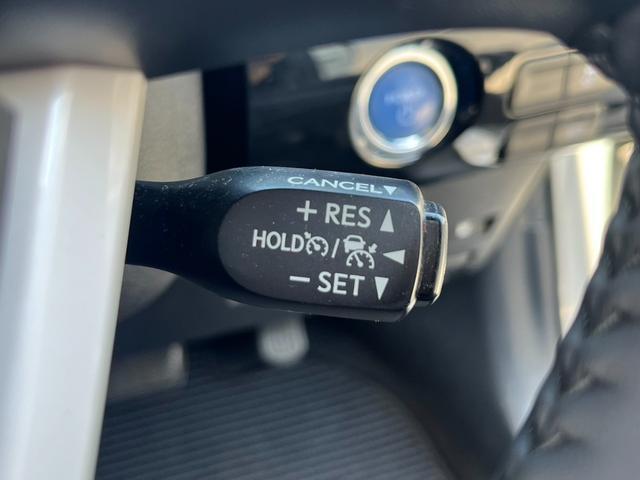 CANCEL▼
+ RES ▲
HOLD / ◀
− SET ▼